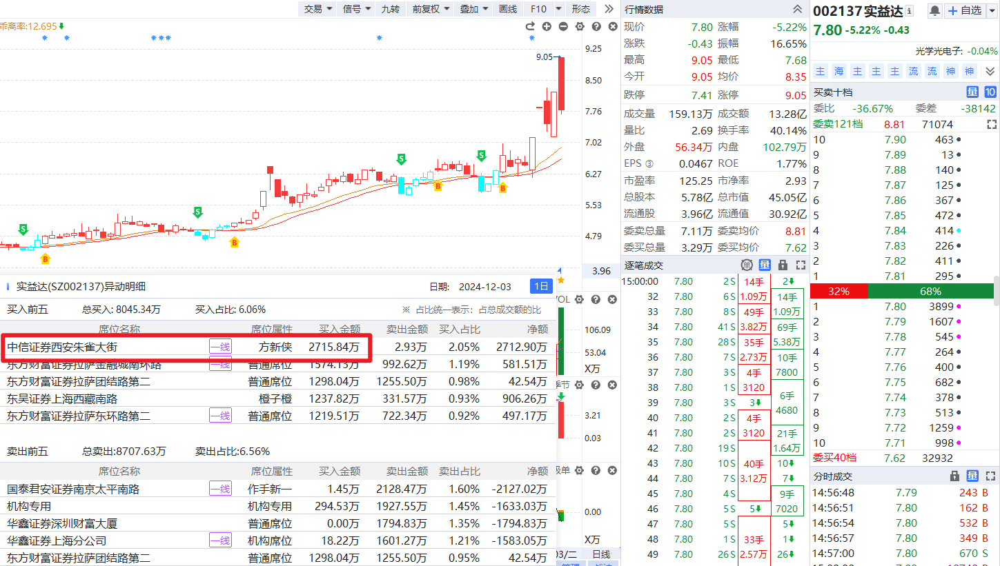 交易 信号 九转 前复权 叠加 画线 F10 形态
乖离率:12.695
9.05
9.25
8.50
7.76
7.02
6.27
5.53
4.79
3.96
S
S
S
S
B
B
B
B
实益达(SZ002137)异动明细 日期: 2024-12-03 1日
买入前五 总买入: 8045.34万 买入占比: 6.06% ※ 占比统一表示: 占总成交额的比
席位名称 席位属性 买入金额 卖出金额 买入占比 净额
中信证券西安朱雀大街 一线 方新侠 2715.84万 2.93万 2.05% 2712.90万
东方财富证券拉萨金融城南环路 一线 普通席位 1574.13万 992.62万 1.19% 581.51万
东方财富证券拉萨团结路第二 普通席位 1298.04万 1255.50万 0.98% 42.54万
东吴证券上海西藏南路 橙子橙 1237.82万 331.57万 0.93% 906.26万
东方财富证券拉萨东环路第二 一线 普通席位 1219.51万 722.34万 0.92% 497.17万
卖出前五 总卖出:8707.63万 卖出占比:6.56%
席位名称 席位属性 买入金额 卖出金额 卖出占比 净额
国泰君安证券南京太平南路 一线 作手新一 1.45万 2128.47万 1.60% -2127.02万
机构专用 机构专用 294.53万 1927.55万 1.45% -1633.03万
华鑫证券深圳财富大厦 普通席位 0.00万 1794.83万 1.35% -1794.83万
华鑫证券上海分公司 一线 机构席位 18.22万 1601.27万 1.21% -1583.05万
东方财富证券拉萨团结路第二 普通席位 1298.04万 1255.50万 0.95% 42.54万
VOL
106.09
53.04
X万
季节
3.21
0.03
单
0.00
X万
03/二 日线
行情数据
现价 7.80 涨幅 -5.22%
涨跌 -0.43 振幅 16.65%
最高 9.05 最低 7.68
今开 9.05 均价 8.35
跌停 7.41 涨停 9.05
成交量 159.13万 成交额 13.28亿
量比 2.69 换手率 40.14%
外盘 56.34万 内盘 102.79万
EPS ③ 0.0467 ROE 1.77%
市盈率 125.25 市净率 2.93
总股本 5.78亿 总市值 45.05亿
流通股 3.96亿 流通值 30.92亿
委卖总量 7.11万 委卖均价 8.81
委买总量 3.29万 委买均价 7.62
逐笔成交 单 量
15:00:00 7.80 2S 14手 2
32 7.80 6S 1.09万 14手
33 7.80 8S 49手 1.09万
34 7.80 41S 3.82万 69手
35 7.80 28S 35手 5.38万
36 7.80 7S 2.73万 10手
37 7.80 3S 4手 7800
38 7.80 1S 3120
39 7.80 3S 3 6手
40 7.80 2S 4手 4680
41 7.80 2S 3120 21手
42 7.80 19S 1.64万
43 7.80 10S 40手 10
44 7.80 7S 3.12万 7
45 7.80 4S 9手
46 7.80 5S 5 7020
47 7.80 5S 5
48 7.80 1S 33手 1
49 7.80 26S 2.57万 26
002137 实益达 自选
7.80 -5.22% -0.43
光学光电子: -0.04%
主 海 主 主 主 流 流 神 神
买卖十档 量 10
委比 -36.67% 委差 -38142
委卖121档 8.81 71074
10 7.90 463
9 7.89 13
8 7.88 140
7 7.87 125
6 7.86 367
5 7.85 472
4 7.84 414
3 7.83 226
2 7.82 411
1 7.81 295
32% 68%
1 7.80 3899
2 7.79 1607
3 7.78 545
4 7.77 264
5 7.76 400
6 7.75 682
7 7.74 378
8 7.73 513
9 7.72 1259
10 7.71 998
委买40档 7.62 32932
分时成交 量
14:56:48 7.79 243 B
14:56:51 7.80 162 B
14:56:54 7.80 532 B
14:56:57 7.80 349 B
14:57:00 7.80 670 S